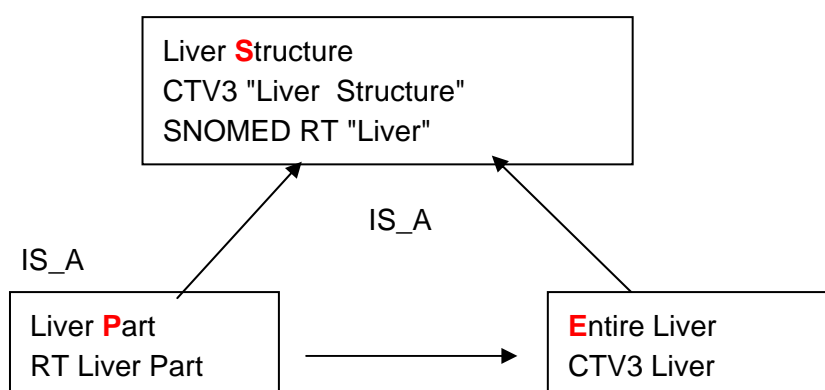 Liver Structure
CTV3 "Liver  Structure"
SNOMED RT "Liver"
IS_A
IS_A
Liver Part
RT Liver Part
Entire Liver
CTV3 Liver